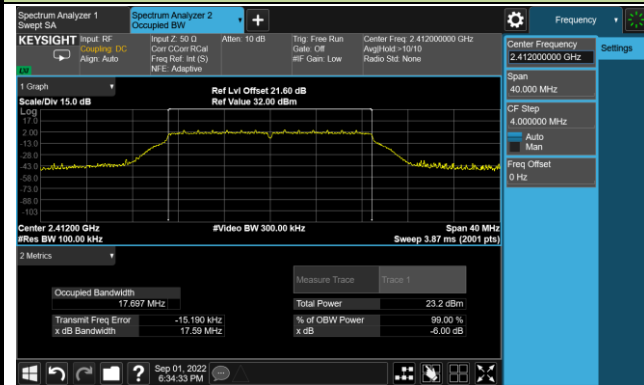 Spectrum Analyzer 1
Swept SA
Spectrum Analyzer 2
Occupied BW
+
Frequency
KEYSIGHT
Input: RF
Coupling: DC
Align: Auto
Input Z: 50 Ω
Corr CCorr RCal
Freq Ref: Int (S)
NFE: Adaptive
Atten: 10 dB
Trig: Free Run
Gate: Off
#IF Gain: Low
Center Freq: 2.412000000 GHz
Avg|Hold:>10/10
Radio Std: None
Center Frequency
2.412000000 GHz
Settings
Span
40.000 MHz
CF Step
4.000000 MHz
Auto
Man
Freq Offset
0 Hz
1 Graph
Scale/Div 15.0 dB
Ref Lvl Offset 21.60 dB
Ref Value 32.00 dBm
Log
17.0
2.00
-13.0
-28.0
-43.0
-58.0
-73.0
-88.0
-103
Center 2.41200 GHz
#Res BW 100.00 kHz
#Video BW 300.00 kHz
Span 40 MHz
Sweep 3.87 ms (2001 pts)
2 Metrics
Measure Trace
Trace 1
Occupied Bandwidth
17.697 MHz
Total Power
23.2 dBm
Transmit Freq Error
-15.190 kHz
% of OBW Power
99.00 %
x dB Bandwidth
17.59 MHz
x dB
-6.00 dB
?
Sep 01, 2022
6:34:33 PM